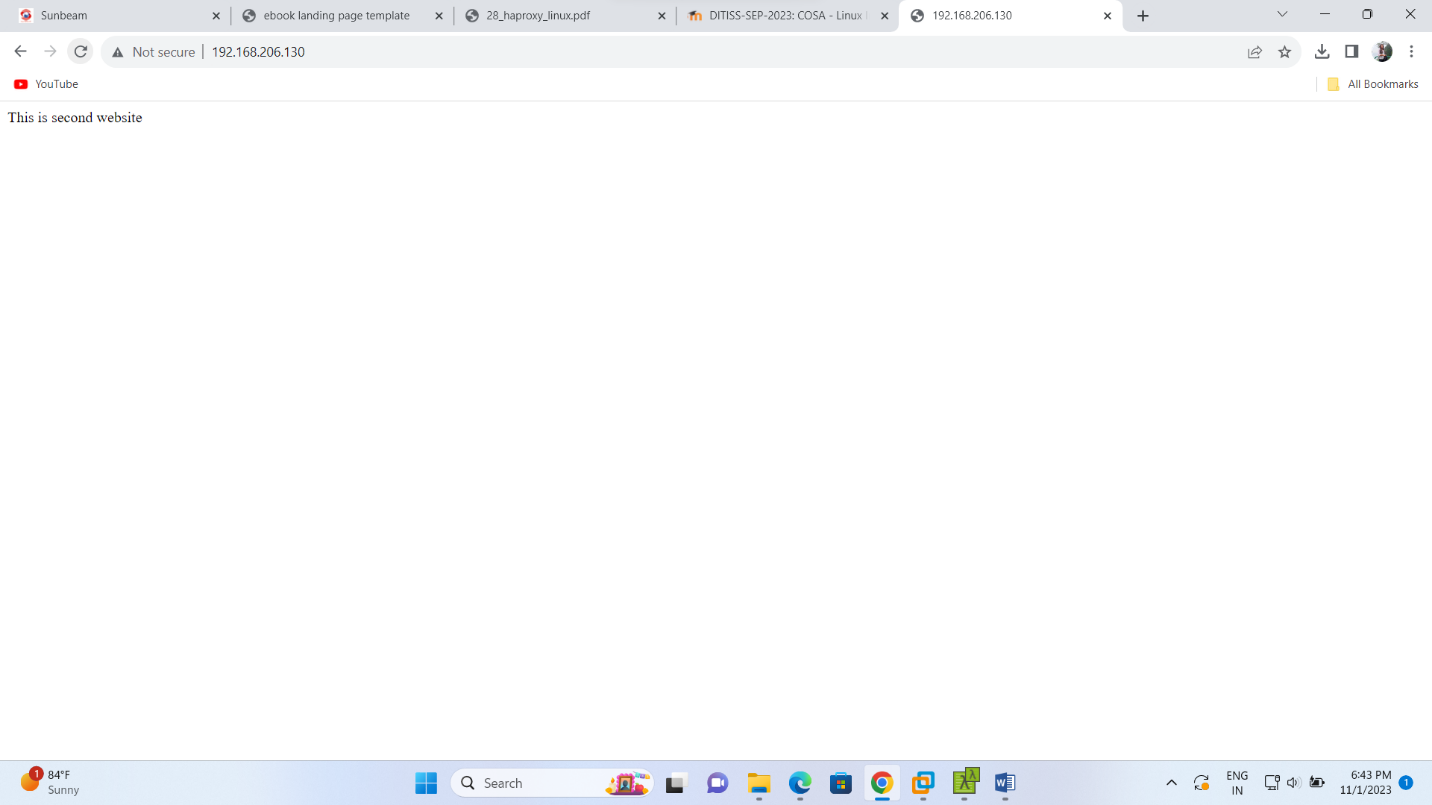 Sunbeam
ebook landing page template
28_haproxy_linux.pdf
DITISS-SEP-2023: COSA - Linux
192.168.206.130
Not secure 192.168.206.130
YouTube
All Bookmarks
This is second website
1
84°F
Sunny
Search
ENG
IN
6:43 PM
11/1/2023
1